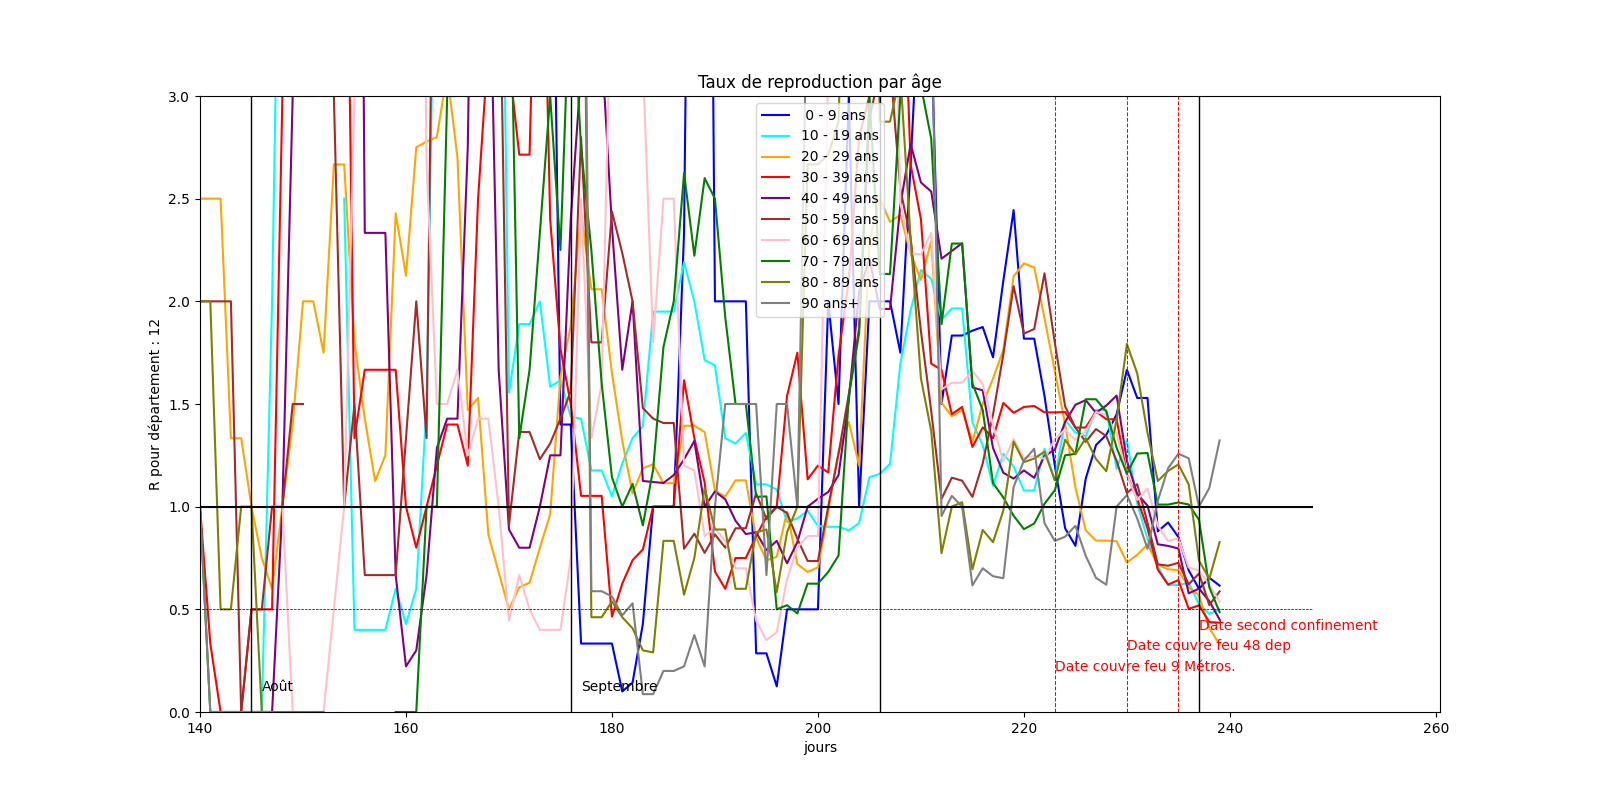 Taux de reproduction par âge
R pour département : 12
3.0
2.5
2.0
1.5
1.0
0.5
0.0
0 - 9 ans
10 - 19 ans
20 - 29 ans
30 - 39 ans
40 - 49 ans
50 - 59 ans
60 - 69 ans
70 - 79 ans
80 - 89 ans
90 ans+
Date second confinement
Date couvre feu 48 dep
Date couvre feu 9 Métros.
Août
Septembre
140
160
180
200
220
240
260
jours